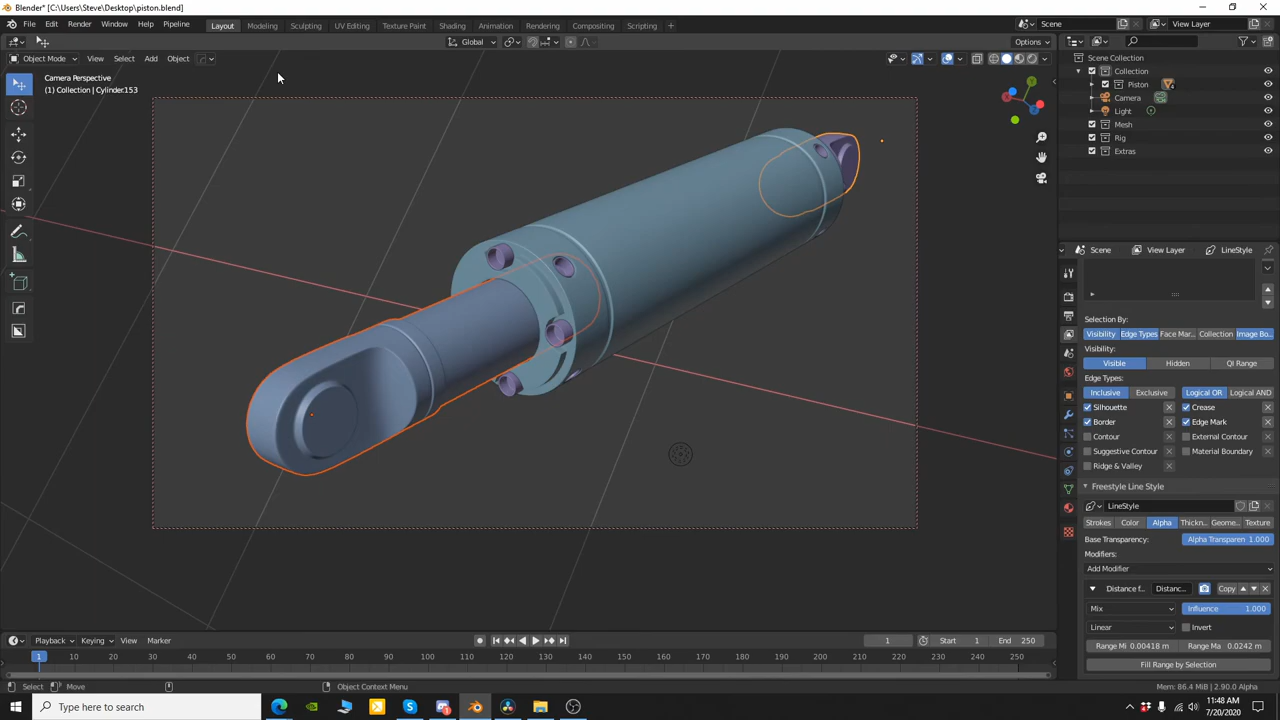 Blender* [C:\Users\Steve\Desktop\piston.blend]
File Edit Render Window Help Pipeline Layout Modeling Sculpting UV Editing Texture Paint Shading Animation Rendering Compositing Scripting + Scene View Layer
Global Options
Object Mode View Select Add Object
Camera Perspective
(1) Collection | Cylinder.153
Scene Collection
Collection
Piston
Camera
Light
Mesh
Rig
Extras
Scene View Layer LineStyle
Selection By:
Visibility Edge Types Face Mar... Collection Image Bo...
Visibility:
Visible Hidden QI Range
Edge Types:
Inclusive Exclusive Logical OR Logical AND
Silhouette Crease
Border Edge Mark
Contour External Contour
Suggestive Contour Material Boundary
Ridge & Valley
Freestyle Line Style
LineStyle
Strokes Color Alpha Thickn... Geome... Texture
Base Transparency: Alpha Transparen 1.000
Modifiers:
Add Modifier
Distance f... Distanc... Copy
Mix Influence 1.000
Linear Invert
Range Mi 0.00418 m Range Ma 0.0242 m
Fill Range by Selection
Playback Keying View Marker 1 Start 1 End 250
1 10 20 30 40 50 60 70 80 90 100 110 120 130 140 150 160 170 180 190 200 210 220 230 240 250
Select Move Object Context Menu Mem: 86.4 MiB | 2.90.0 Alpha
Type here to search
11:48 AM
7/20/2020